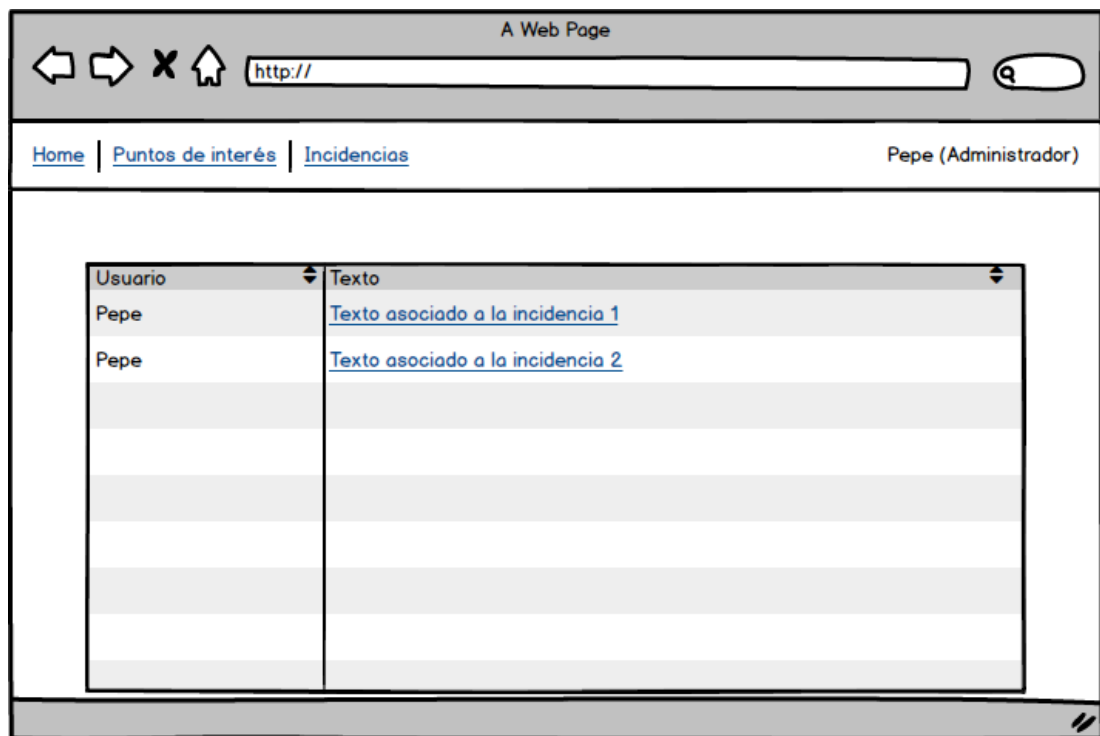 A Web Page
http://
Home Puntos de interés Incidencias Pepe (Administrador)
Usuario Texto
Pepe Texto asociado a la incidencia 1
Pepe Texto asociado a la incidencia 2